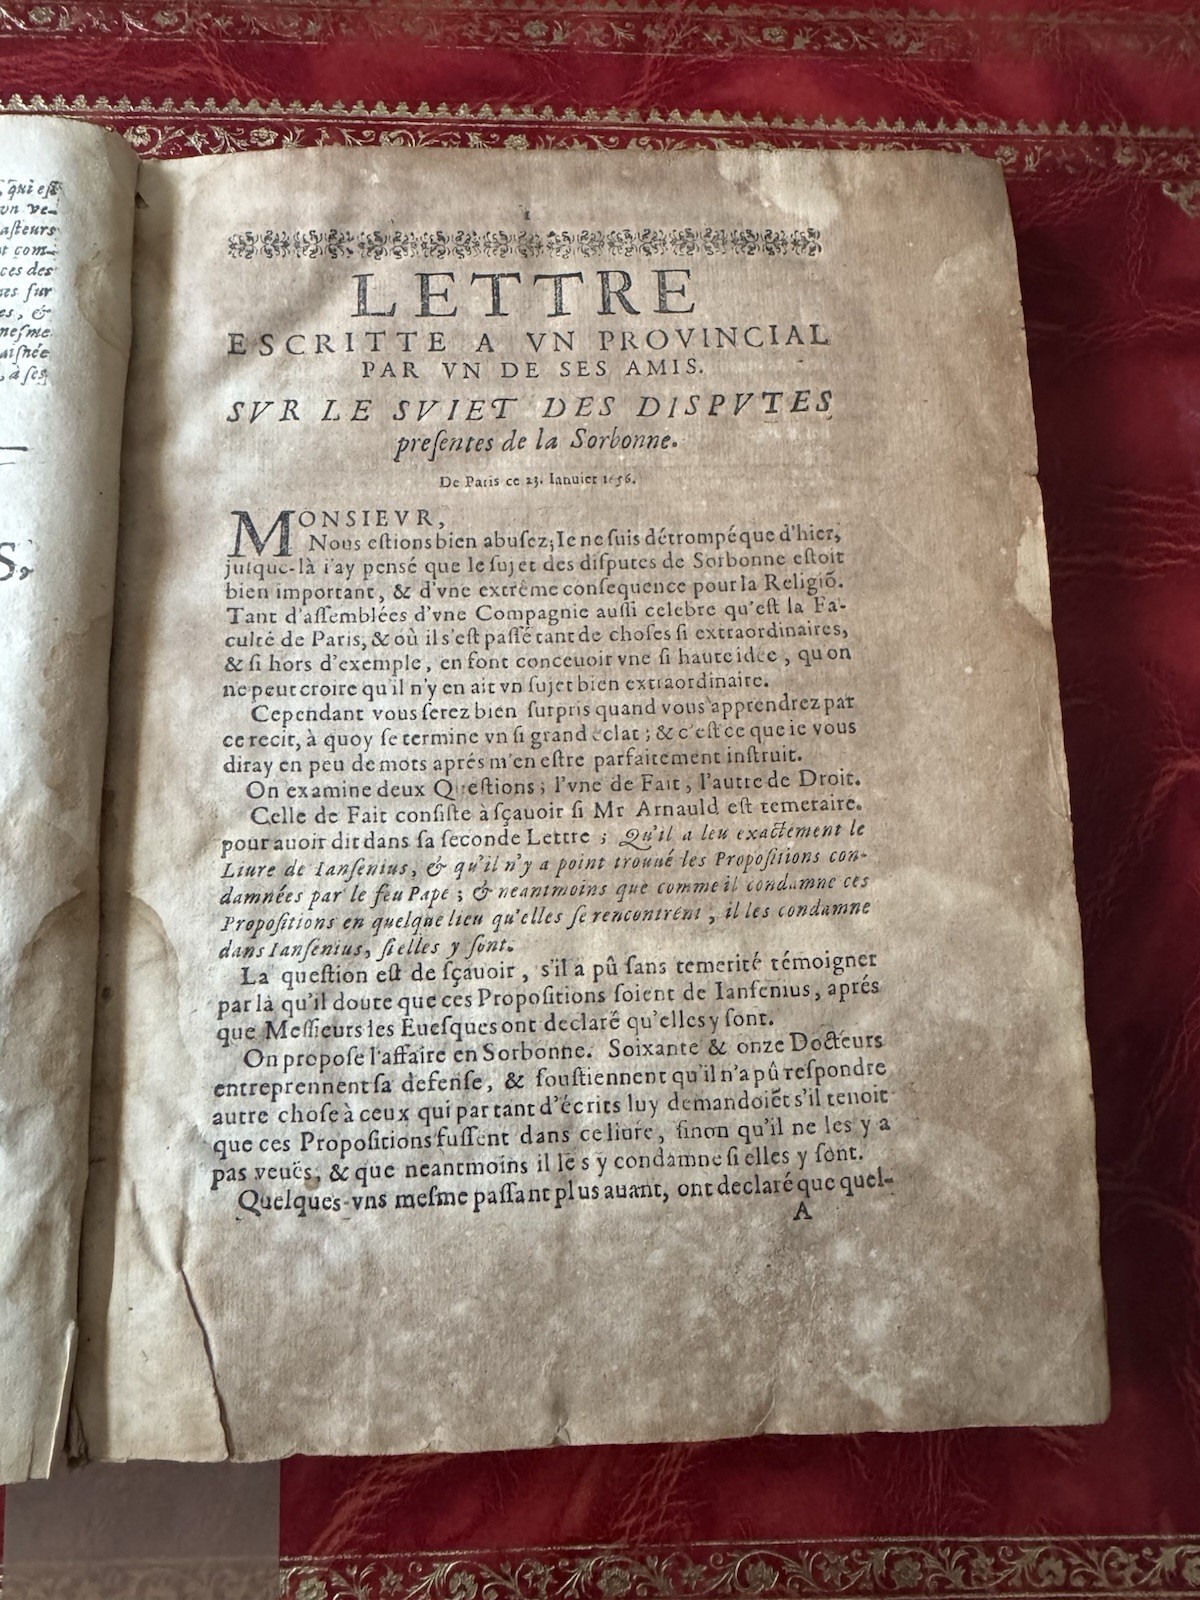 qui est
vn ve-
asteurs
com-
ces des
sur
es, &
nesme
aisnée
à ses
S,
1
LETTRE
ESCRITTE A VN PROVINCIAL
PAR VN DE SES AMIS.
SVR LE SVIET DES DISPVTES
presentes de la Sorbonne.
De Paris ce 23. Ianuier 1656.
MONSIEVR,
Nous estions bien abusez; Ie ne suis détrompé que d'hier,
jusque-là i'ay pensé que le sujet des disputes de Sorbonne estoit
bien important, & d'vne extrême consequence pour la Religiõ.
Tant d'assemblées d'vne Compagnie aussi celebre qu'est la Fa-
culté de Paris, & où il s'est passé tant de choses si extraordinaires,
& si hors d'exemple, en font conceuoir vne si haute idée, qu on
ne peut croire qu'il n'y en ait vn sujet bien extraordinaire.
Cependant vous serez bien surpris quand vous apprendrez par
ce recit, à quoy se termine vn si grand éclat; & c'est ce que ie vous
diray en peu de mots aprés m'en estre parfaitement instruit.
On examine deux Questions; l'vne de Fait, l'autre de Droit.
Celle de Fait consiste à sçauoir si Mr Arnauld est temeraire.
pour auoir dit dans sa seconde Lettre; Qu'il a leu exactement le
Liure de Iansenius, & qu'il n'y a point trouué les Propositions con-
damnées par le feu Pape; & neantmoins que comme il condamne ces
Propositions en quelque lieu qu'elles se rencontrent, il les condamne
dans Iansenius, si elles y sont.
La question est de sçauoir, s'il a pû sans temerité témoigner
par là qu'il doute que ces Propositions soient de Iansenius, aprés
que Messieurs les Euesques ont declaré qu'elles y sont.
On propose l'affaire en Sorbonne. Soixante & onze Docteurs
entreprennent sa defense, & soustiennent qu'il n'a pû respondre
autre chose à ceux qui par tant d'écrits luy demandoiẽt s'il tenoit
que ces Propositions fussent dans ce liure, sinon qu'il ne les y a
pas veuës, & que neantmoins il les y condamne si elles y sont.
Quelques-vns mesme passant plus auant, ont declaré que quel-
A